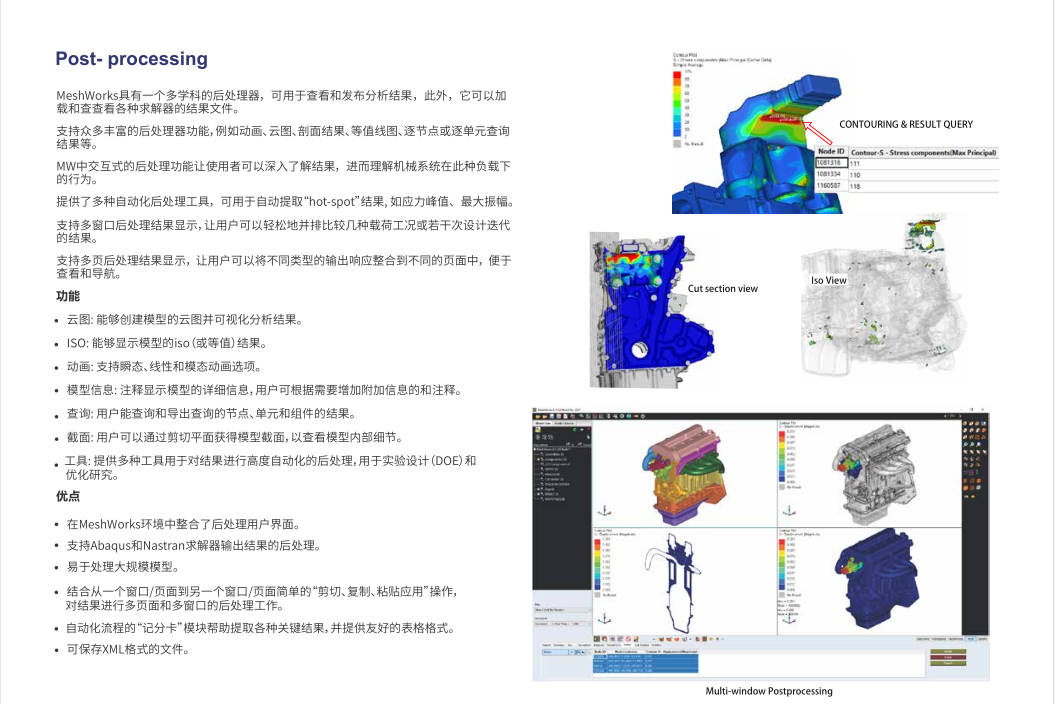 Post- processing
MeshWorks具有一个多学科的后处理器，可用于查看和发布分析结果，此外，它可以加
载和查查看各种求解器的结果文件。
支持众多丰富的后处理器功能,例如动画、云图、剖面结果、等值线图、逐节点或逐单元查询
结果等。
MW中交互式的后处理功能让使用者可以深入了解结果，进而理解机械系统在此种负载下
的行为。
提供了多种自动化后处理工具，可用于自动提取“hot-spot”结果, 如应力峰值、最大振幅。
支持多窗口后处理结果显示，让用户可以轻松地并排比较几种载荷工况或若干次设计迭代
的结果。
支持多页后处理结果显示，让用户可以将不同类型的输出响应整合到不同的页面中，便于
查看和导航。
功能
• 云图: 能够创建模型的云图并可视化分析结果。
• ISO: 能够显示模型的iso（或等值）结果。
• 动画: 支持瞬态、线性和模态动画选项。
• 模型信息: 注释显示模型的详细信息，用户可根据需要增加附加信息的和注释。
• 查询: 用户能查询和导出查询的节点、单元和组件的结果。
• 截面: 用户可以通过剪切平面获得模型截面，以查看模型内部细节。
• 工具: 提供多种工具用于对结果进行高度自动化的后处理，用于实验设计（DOE）和
优化研究。
优点
• 在MeshWorks环境中整合了后处理用户界面。
• 支持Abaqus和Nastran求解器输出结果的后处理。
• 易于处理大规模模型。
• 结合从一个窗口/页面到另一个窗口/页面简单的“剪切、复制、粘贴应用”操作，
对结果进行多页面和多窗口的后处理工作。
• 自动化流程的“记分卡”模块帮助提取各种关键结果，并提供友好的表格格式。
• 可保存XML格式的文件。
Contour Plot
S - Stress components (Max Principal)
Simple Average
No Result
CONTOURING & RESULT QUERY
Node ID Contour-S - Stress components(Max Principal)
1081318 111
1081334 110
1160587 118
Cut section view
Iso View
Contour Plot
Contour Plot
Contour Plot
Multi-window Postprocessing